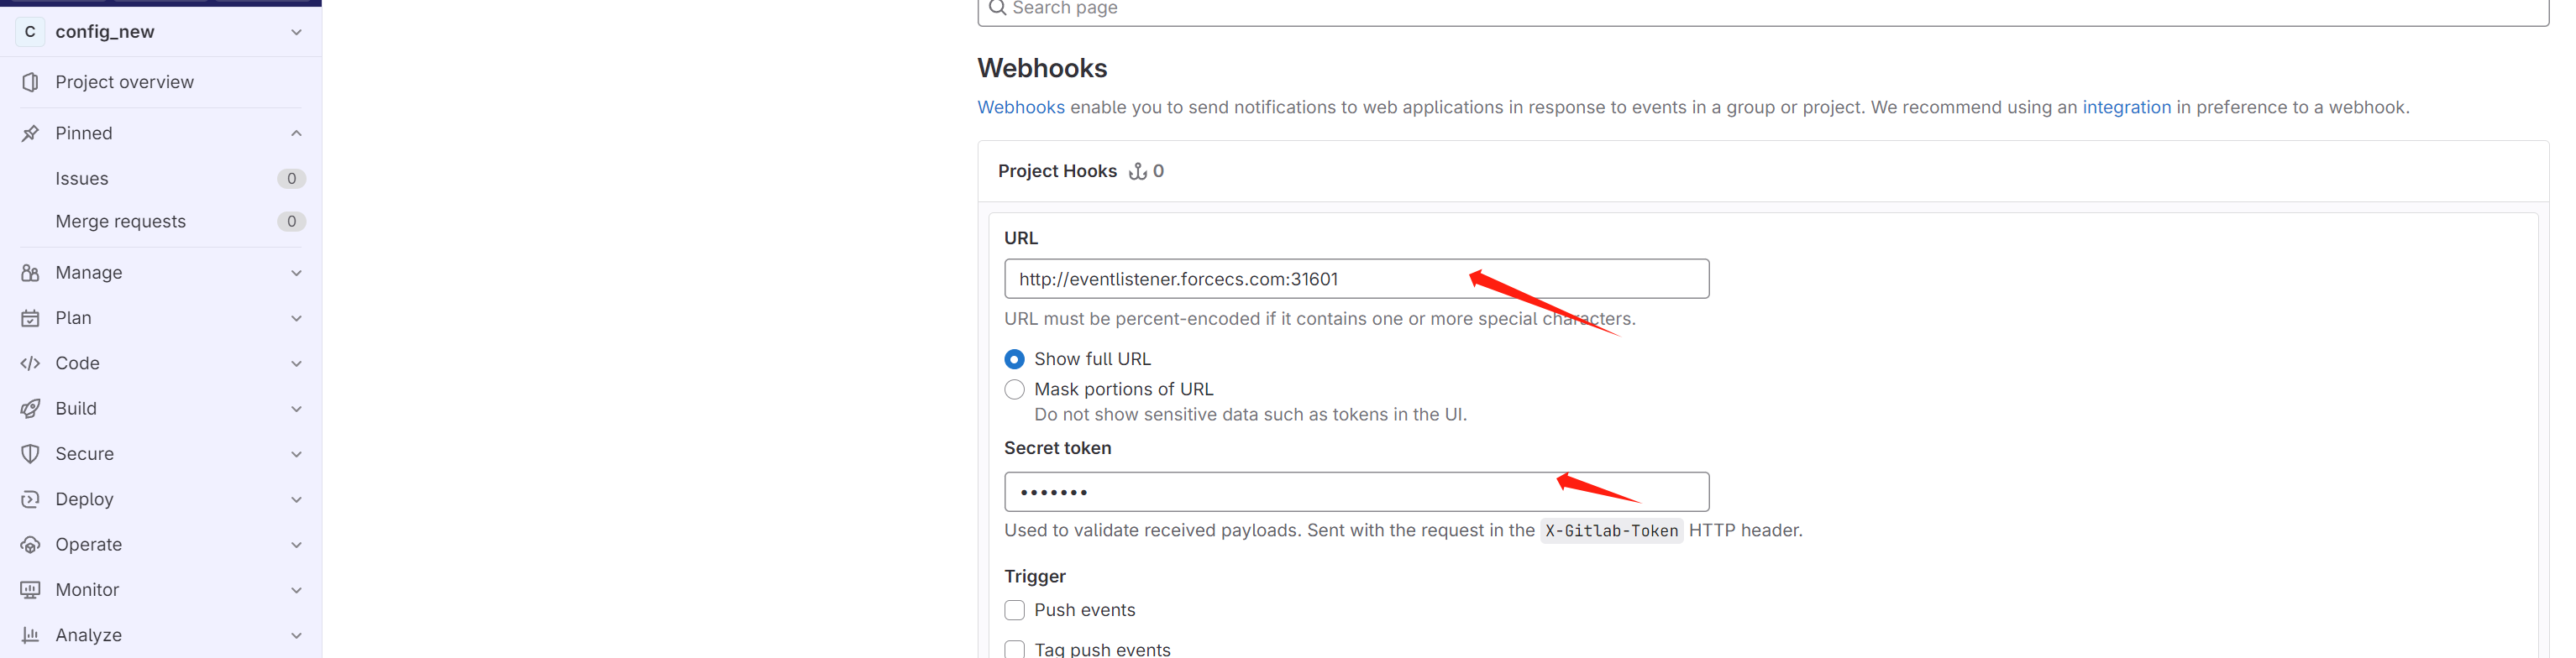 C config_new
Project overview
Pinned
Issues 0
Merge requests 0
Manage
Plan
Code
Build
Secure
Deploy
Operate
Monitor
Analyze
Search page
Webhooks
Webhooks enable you to send notifications to web applications in response to events in a group or project. We recommend using an integration in preference to a webhook.
Project Hooks 0
URL
http://eventlistener.forcecs.com:31601
URL must be percent-encoded if it contains one or more special characters.
Show full URL
Mask portions of URL
Do not show sensitive data such as tokens in the UI.
Secret token
•••••••
Used to validate received payloads. Sent with the request in the X-Gitlab-Token HTTP header.
Trigger
Push events
Tag push events